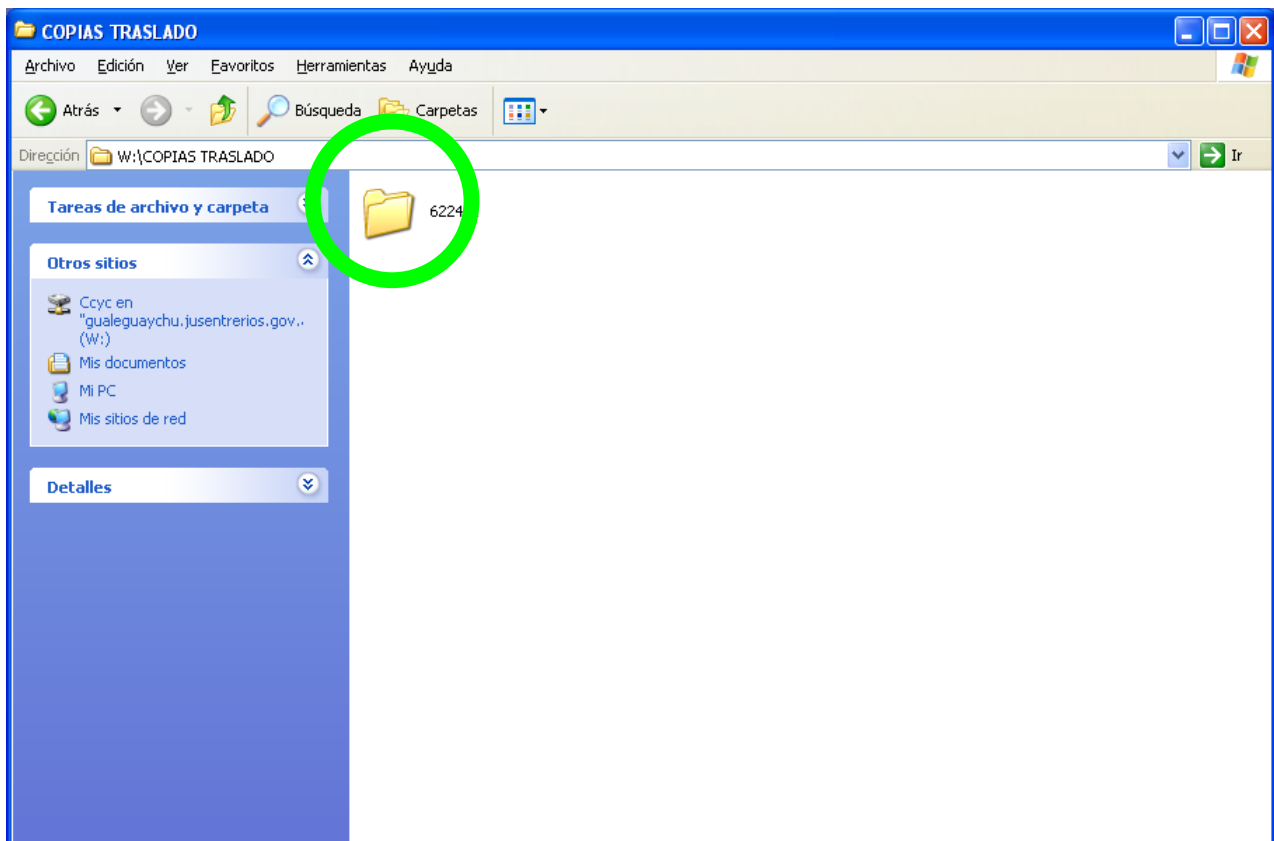 COPIAS TRASLADO
Archivo Edición Ver Favoritos Herramientas Ayuda
Atrás Búsqueda Carpetas
Dirección W:\COPIAS TRASLADO Ir
Tareas de archivo y carpeta
6224
Otros sitios
Ccyc en
"gualeguaychu.jusentrerios.gov..
(W:)
Mis documentos
Mi PC
Mis sitios de red
Detalles